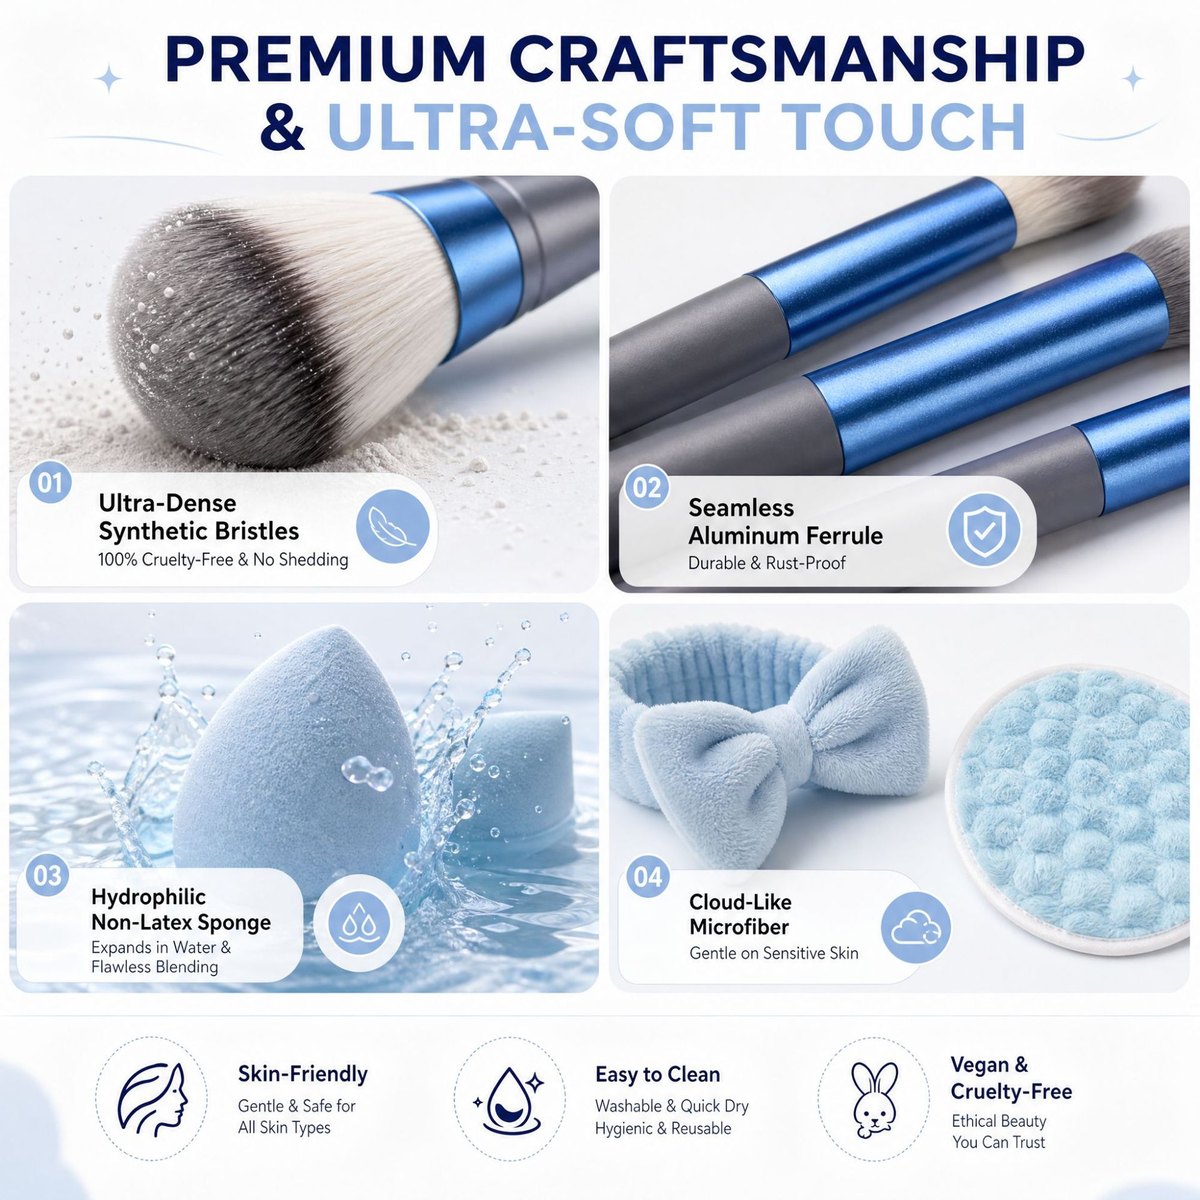 PREMIUM CRAFTSMANSHIP
& ULTRA-SOFT TOUCH
01
Ultra-Dense
Synthetic Bristles
100% Cruelty-Free & No Shedding
02
Seamless
Aluminum Ferrule
Durable & Rust-Proof
03
Hydrophilic
Non-Latex Sponge
Expands in Water &
Flawless Blending
04
Cloud-Like
Microfiber
Gentle on Sensitive Skin
Skin-Friendly
Gentle & Safe for
All Skin Types
Easy to Clean
Washable & Quick Dry
Hygienic & Reusable
Vegan &
Cruelty-Free
Ethical Beauty
You Can Trust